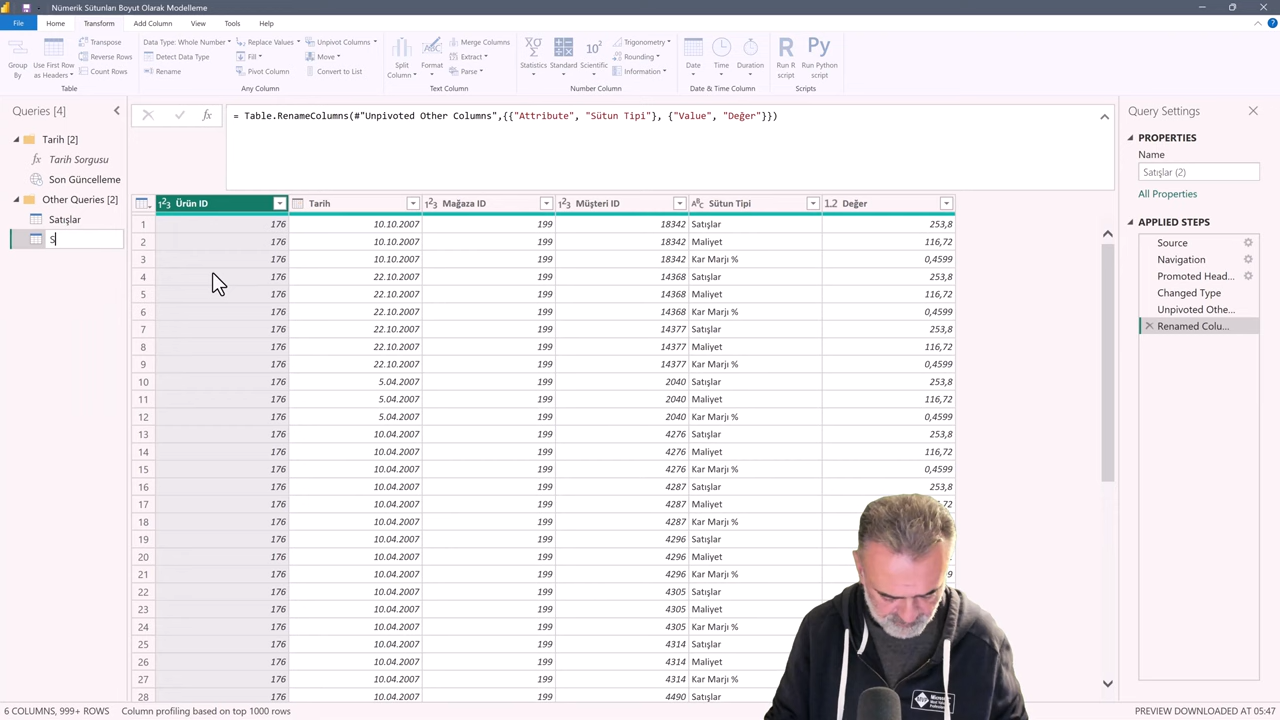 Nümerik Sütunları Boyut Olarak Modelleme
File Home Transform Add Column View Tools Help
Group By
Use First Row as Headers
Transpose
Reverse Rows
Count Rows
Table
Data Type: Whole Number
Detect Data Type
Rename
Replace Values
Fill
Pivot Column
Unpivot Columns
Move
Convert to List
Any Column
Split Column
Format
Merge Columns
Extract
Parse
Text Column
Statistics
Standard
Scientific
Trigonometry
Rounding
Information
Number Column
Date
Time
Duration
Date & Time Column
Run R script
Run Python script
Scripts
Queries [4]
Tarih [2]
Tarih Sorgusu
Son Güncelleme
Other Queries [2]
Satışlar
S
= Table.RenameColumns(#"Unpivoted Other Columns",{{"Attribute", "Sütun Tipi"}, {"Value", "Değer"}})
Ürün ID Tarih Mağaza ID Müşteri ID Sütun Tipi Değer
1 176 10.10.2007 199 18342 Satışlar 253,8
2 176 10.10.2007 199 18342 Maliyet 116,72
3 176 10.10.2007 199 18342 Kar Marjı % 0,4599
4 176 22.10.2007 199 14368 Satışlar 253,8
5 176 22.10.2007 199 14368 Maliyet 116,72
6 176 22.10.2007 199 14368 Kar Marjı % 0,4599
7 176 22.10.2007 199 14377 Satışlar 253,8
8 176 22.10.2007 199 14377 Maliyet 116,72
9 176 22.10.2007 199 14377 Kar Marjı % 0,4599
10 176 5.04.2007 199 2040 Satışlar 253,8
11 176 5.04.2007 199 2040 Maliyet 116,72
12 176 5.04.2007 199 2040 Kar Marjı % 0,4599
13 176 10.04.2007 199 4276 Satışlar 253,8
14 176 10.04.2007 199 4276 Maliyet 116,72
15 176 10.04.2007 199 4276 Kar Marjı % 0,4599
16 176 10.04.2007 199 4287 Satışlar 253,8
17 176 10.04.2007 199 4287 Maliyet
18 176 10.04.2007 199 4287 Kar Marjı %
19 176 10.04.2007 199 4296 Satışlar
20 176 10.04.2007 199 4296 Maliyet
21 176 10.04.2007 199 4296 Kar Marjı %
22 176 10.04.2007 199 4305 Satışlar
23 176 10.04.2007 199 4305 Maliyet
24 176 10.04.2007 199 4305 Kar Marjı %
25 176 10.04.2007 199 4314 Satışlar
26 176 10.04.2007 199 4314 Maliyet
27 176 10.04.2007 199 4314 Kar Marjı %
28 176 10.04.2007 199 4490 Satışlar
Query Settings
PROPERTIES
Name
Satışlar (2)
All Properties
APPLIED STEPS
Source
Navigation
Promoted Head...
Changed Type
Unpivoted Othe...
Renamed Colu...
6 COLUMNS, 999+ ROWS Column profiling based on top 1000 rows
PREVIEW DOWNLOADED AT 05:47